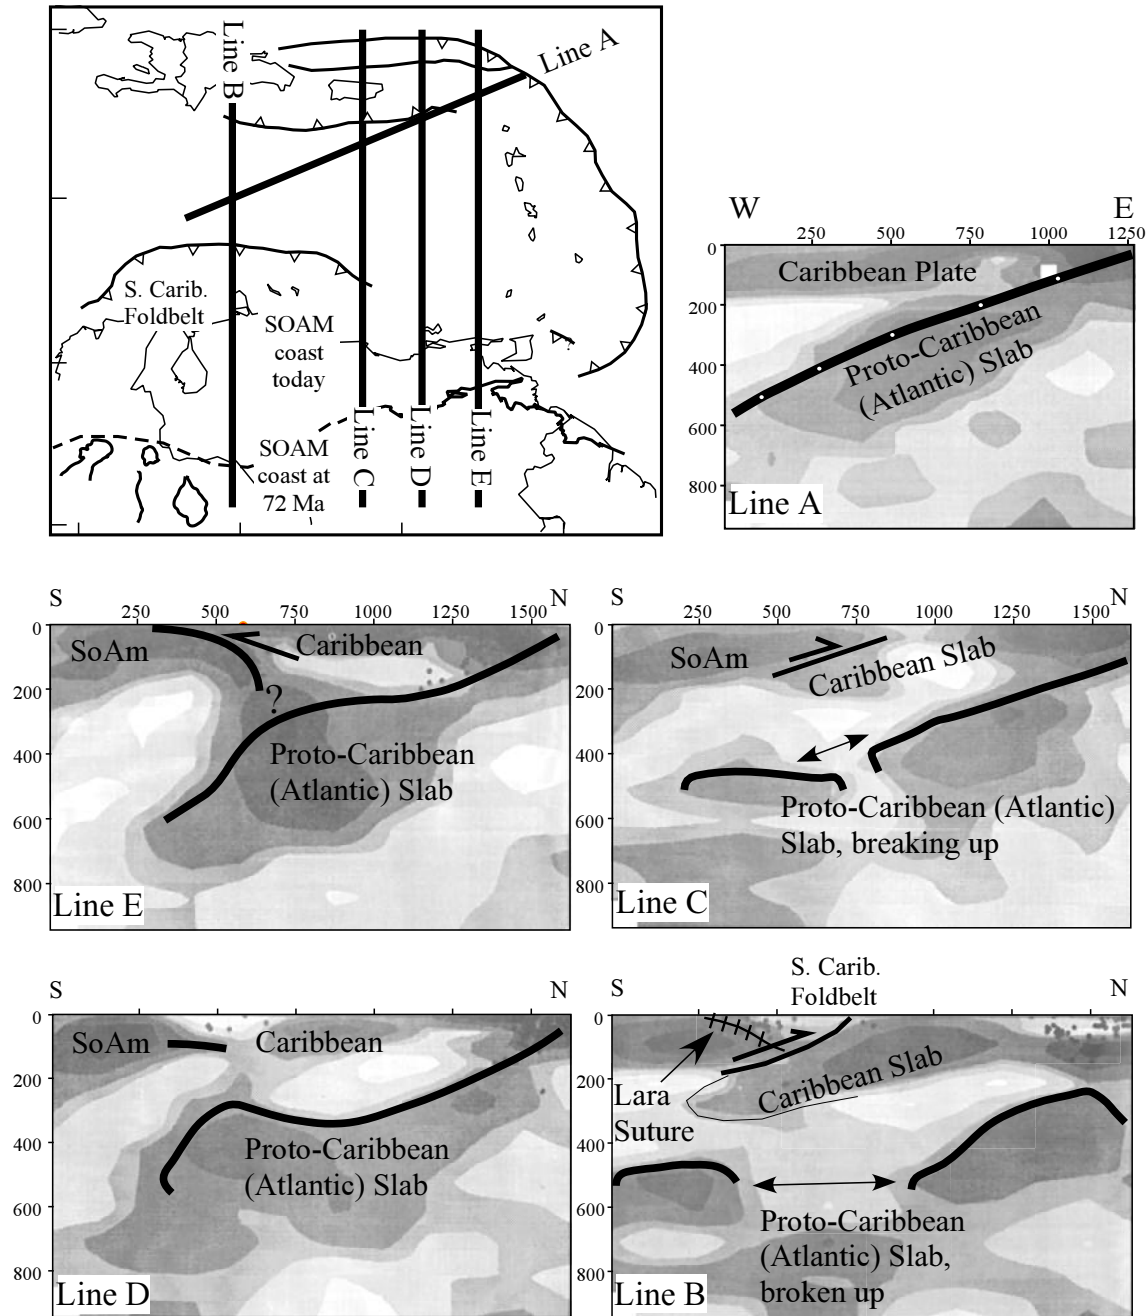 Line B
Line A
S. Carib.
Foldbelt
SOAM
coast
today
SOAM
coast at
72 Ma
Line C
Line D
Line E
W
E
250 500 750 1000 1250
0
200
400
600
800
Caribbean Plate
Proto-Caribbean
(Atlantic) Slab
Line A
S
N
250 500 750 1000 1250 1500
0
200
400
600
800
SoAm
Caribbean
?
Proto-Caribbean
(Atlantic) Slab
Line E
S
N
250 500 750 1000 1250 1500
0
200
400
600
800
SoAm
Caribbean Slab
Proto-Caribbean (Atlantic)
Slab, breaking up
Line C
S
N
0
200
400
600
800
SoAm
Caribbean
Proto-Caribbean
(Atlantic) Slab
Line D
S. Carib.
Foldbelt
S
N
0
200
400
600
800
Caribbean Slab
Lara
Suture
Proto-Caribbean
(Atlantic) Slab,
broken up
Line B